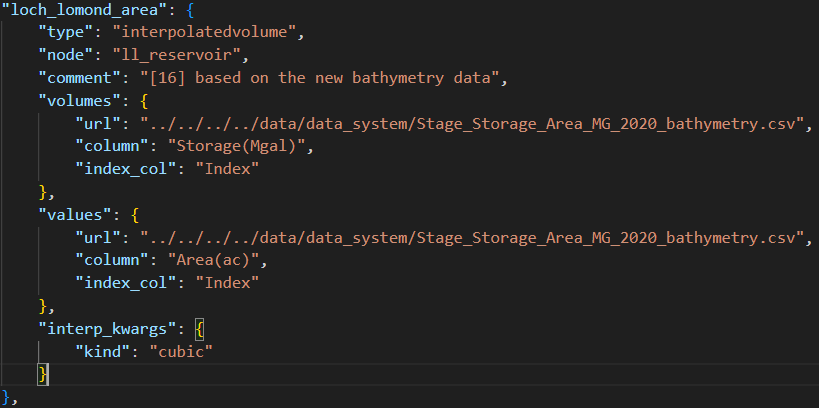 "loch_lomond_area": {
    "type": "interpolatedvolume",
    "node": "ll_reservoir",
    "comment": "[16] based on the new bathymetry data",
    "volumes": {
        "url": "../../../../data/data_system/Stage_Storage_Area_MG_2020_bathymetry.csv",
        "column": "Storage(Mgal)",
        "index_col": "Index"
    },
    "values": {
        "url": "../../../../data/data_system/Stage_Storage_Area_MG_2020_bathymetry.csv",
        "column": "Area(ac)",
        "index_col": "Index"
    },
    "interp_kwargs": {
        "kind": "cubic"
    }
},